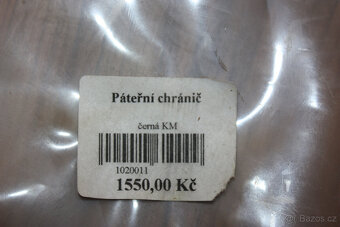 Páteřní chránič
černá KM
1020011
1550,00 Kč
Bazos.cz